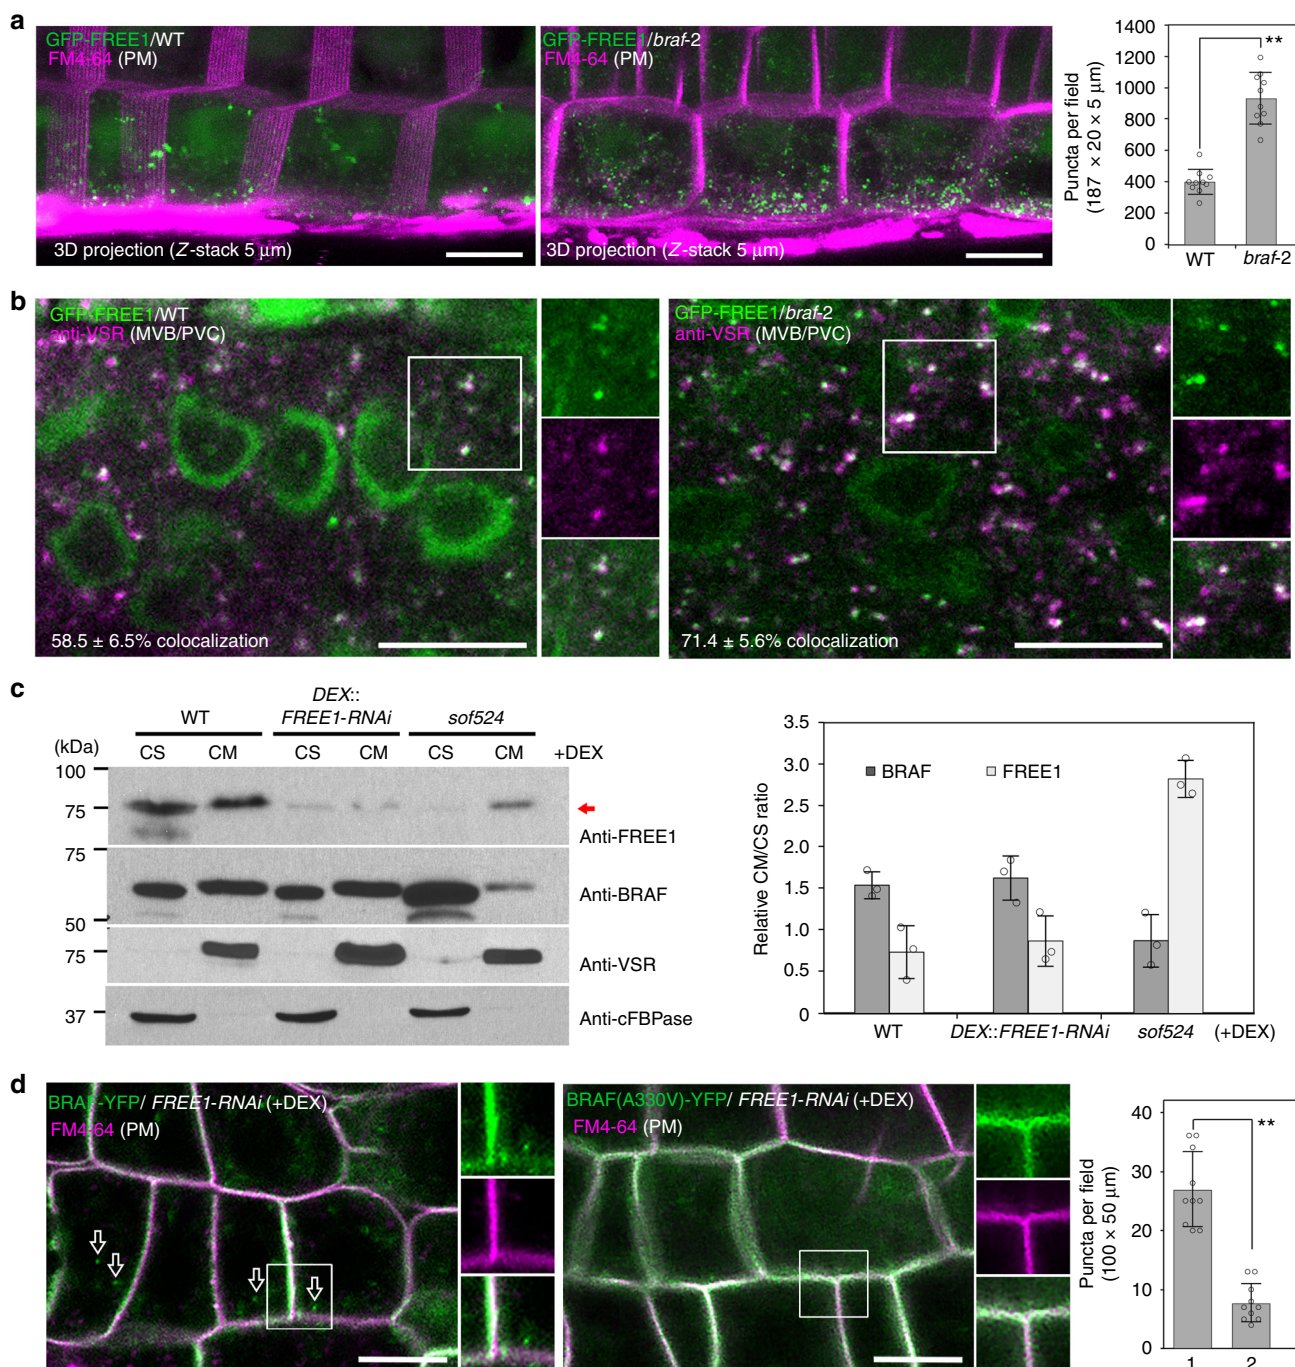 a
GFP-FREE1/WT
FM4-64 (PM)
3D projection (Z-stack 5 μm)
GFP-FREE1/braf-2
FM4-64 (PM)
3D projection (Z-stack 5 μm)
Puncta per field
(187 × 20 × 5 μm)
1400
1200
1000
800
600
400
200
0
**
WT
braf-2
b
GFP-FREE1/WT
anti-VSR (MVB/PVC)
58.5 ± 6.5% colocalization
GFP-FREE1/braf-2
anti-VSR (MVB/PVC)
71.4 ± 5.6% colocalization
c
WT
DEX::
FREE1-RNAi
sof524
(kDa)
CS
CM
CS
CM
CS
CM
+DEX
100
75
Anti-FREE1
75
50
Anti-BRAF
75
Anti-VSR
37
Anti-cFBPase
Relative CM/CS ratio
3.5
3.0
2.5
2.0
1.5
1.0
0.5
0
BRAF
FREE1
WT
DEX::FREE1-RNAi
sof524
(+DEX)
d
BRAF-YFP/ FREE1-RNAi (+DEX)
FM4-64 (PM)
BRAF(A330V)-YFP/ FREE1-RNAi (+DEX)
FM4-64 (PM)
Puncta per field
(100 × 50 μm)
40
30
20
10
0
**
1
2